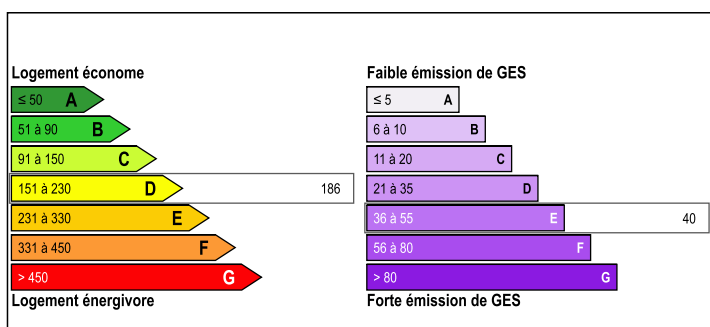 Logement économe
≤ 50 A
51 à 90 B
91 à 150 C
151 à 230 D 186
231 à 330 E
331 à 450 F
> 450 G
Logement énergivore
Faible émission de GES
≤ 5 A
6 à 10 B
11 à 20 C
21 à 35 D
36 à 55 E 40
56 à 80 F
> 80 G
Forte émission de GES